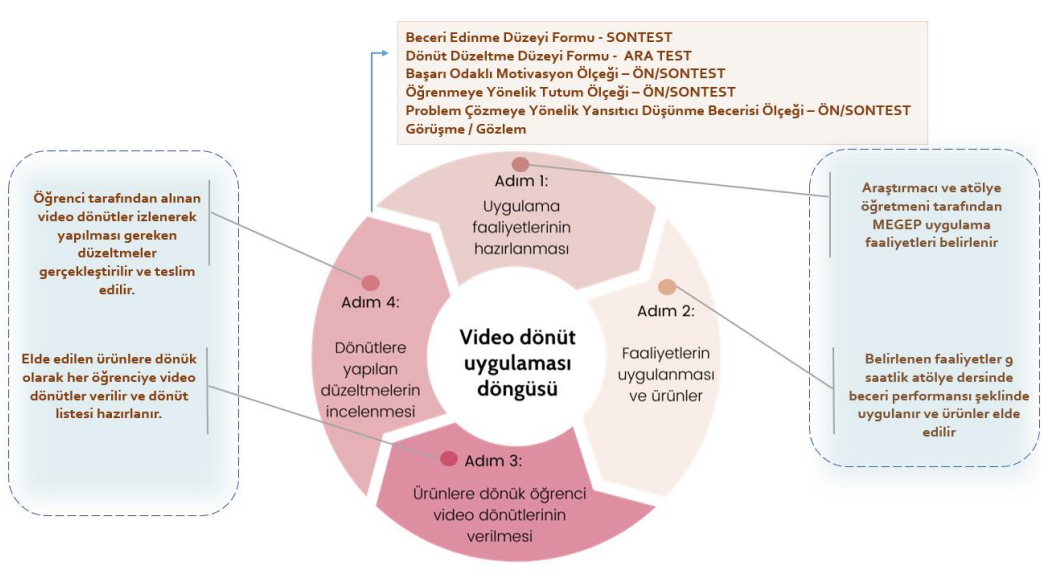 Beceri Edinme Düzeyi Formu - SONTEST
Dönüt Düzeltme Düzeyi Formu - ARA TEST
Başarı Odaklı Motivasyon Ölçeği – ÖN/SONTEST
Öğrenmeye Yönelik Tutum Ölçeği – ÖN/SONTEST
Problem Çözmeye Yönelik Yansıtıcı Düşünme Becerisi Ölçeği – ÖN/SONTEST
Görüşme / Gözlem
Adım 1:
Uygulama
faaliyetlerinin
hazırlanması
Araştırmacı ve atölye
öğretmeni tarafından
MEGEP uygulama
faaliyetleri belirlenir
Adım 2:
Faaliyetlerin
uygulanması
ve ürünler
Belirlenen faaliyetler 9
saatlik atölye dersinde
beceri performansı şeklinde
uygulanır ve ürünler elde
edilir
Adım 3:
Ürünlere dönük öğrenci
video dönütlerinin
verilmesi
Elde edilen ürünlere dönük
olarak her öğrenciye video
dönütler verilir ve dönüt
listesi hazırlanır.
Adım 4:
Dönütlere
yapılan
düzeltmelerin
incelenmesi
Öğrenci tarafından alınan
video dönütler izlenerek
yapılması gereken
düzeltmeler
gerçekleştirilir ve teslim
edilir.
Video dönüt
uygulaması
döngüsü